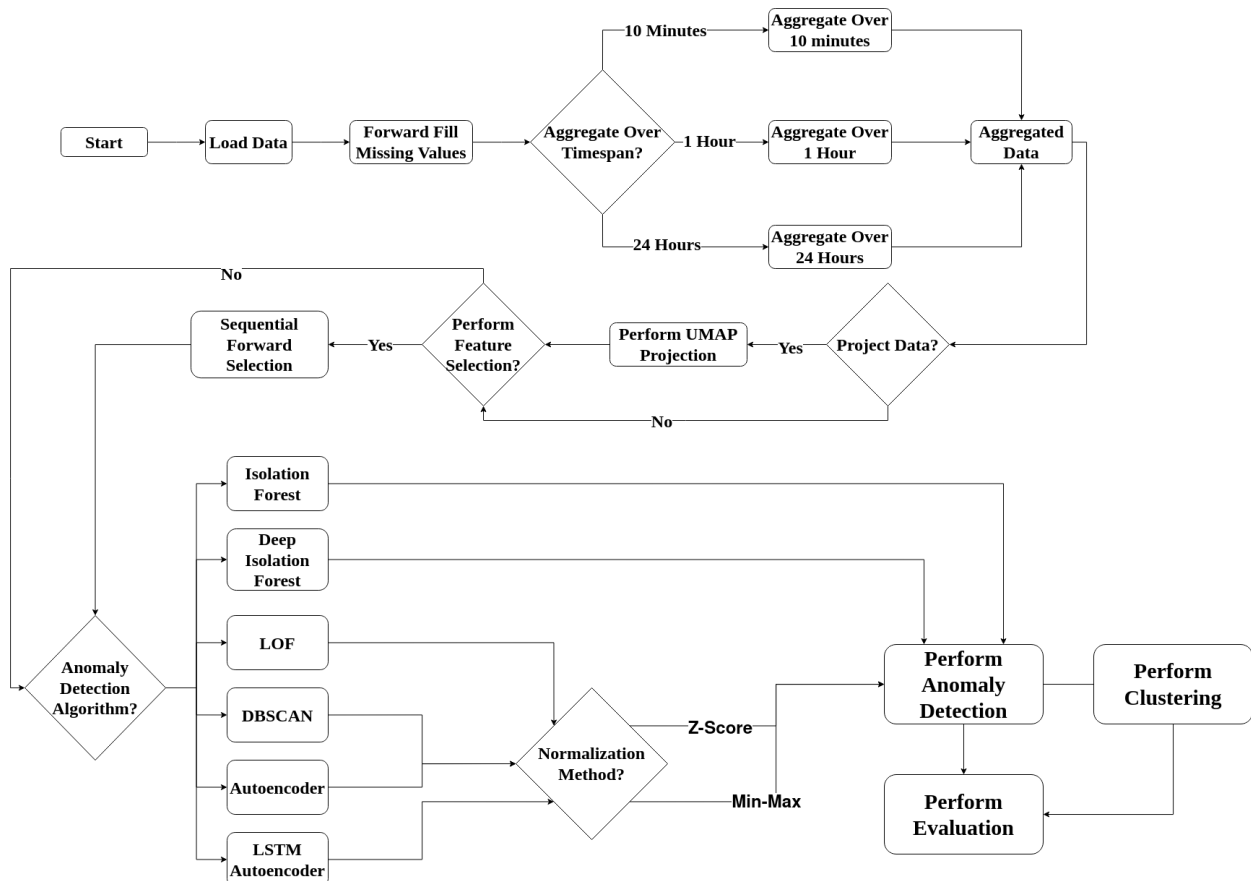 10 Minutes
Aggregate Over
10 minutes
Start
Load Data
Forward Fill
Missing Values
Aggregate Over
Timespan?
1 Hour
Aggregate Over
1 Hour
Aggregated
Data
24 Hours
Aggregate Over
24 Hours
No
Sequential
Forward
Selection
Yes
Perform
Feature
Selection?
Perform UMAP
Projection
Yes
Project Data?
No
Isolation
Forest
Deep
Isolation
Forest
LOF
Anomaly
Detection
Algorithm?
DBSCAN
Autoencoder
LSTM
Autoencoder
Normalization
Method?
Z-Score
Min-Max
Perform
Anomaly
Detection
Perform
Clustering
Perform
Evaluation